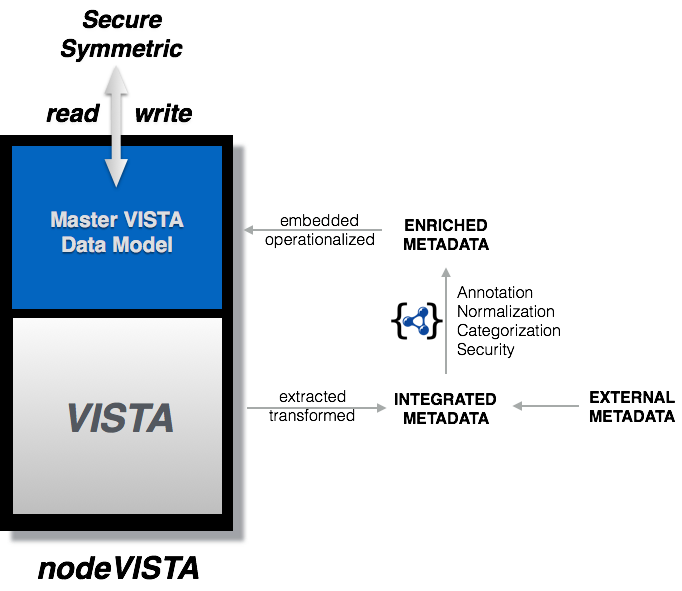 Secure
Symmetric
read write
Master VISTA
Data Model
embedded
operationalized
ENRICHED
METADATA
Annotation
Normalization
Categorization
Security
VISTA
extracted
transformed
INTEGRATED
METADATA
EXTERNAL
METADATA
nodeVISTA